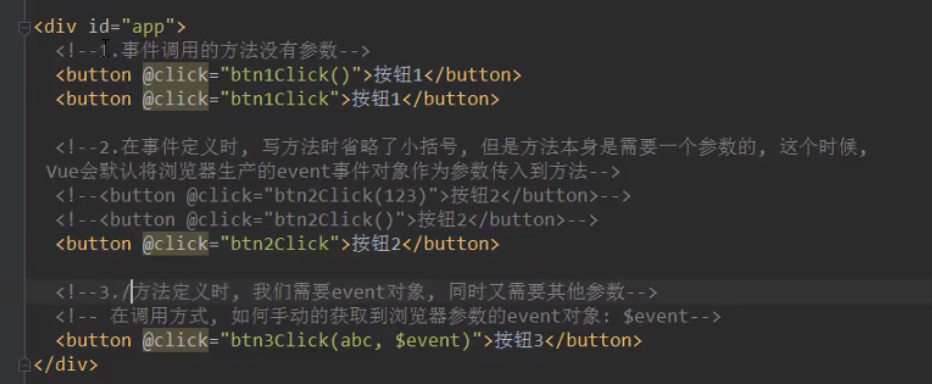 <div id="app">
<!--1.事件调用的方法没有参数-->
<button @click="btn1Click()">按钮1</button>
<button @click="btn1Click">按钮1</button>
<!--2.在事件定义时, 写方法时省略了小括号, 但是方法本身是需要一个参数的, 这个时候,
Vue会默认将浏览器生产的event事件对象作为参数传入到方法-->
<!--<button @click="btn2Click(123)">按钮2</button>-->
<!--<button @click="btn2Click()">按钮2</button>-->
<button @click="btn2Click">按钮2</button>
<!--3./方法定义时, 我们需要event对象, 同时又需要其他参数-->
<!-- 在调用方式, 如何手动的获取到浏览器参数的event对象: $event-->
<button @click="btn3Click(abc, $event)">按钮3</button>
</div>